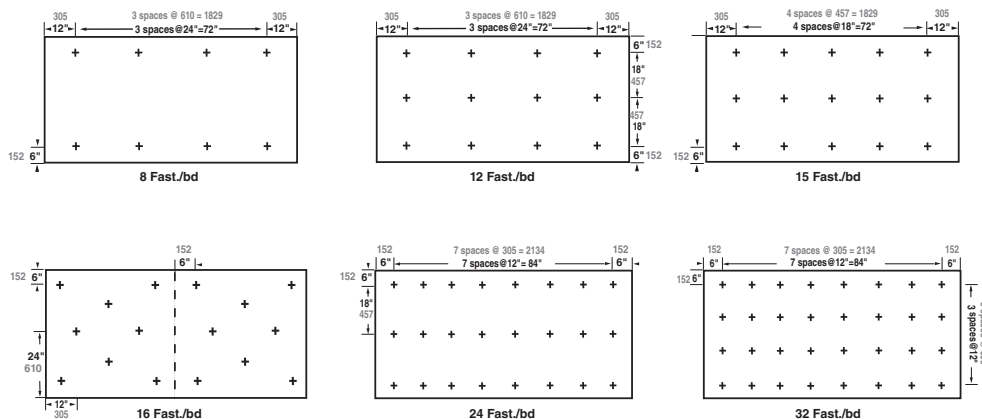 305 3 spaces @ 610 = 1829 305
12" 3 spaces@24"=72" 12"
152 6"
8 Fast./bd
305 3 spaces @ 610 = 1829 305
12" 3 spaces@24"=72" 12"
6" 152
18"
457
457
18"
6" 152
12 Fast./bd
305 4 spaces @ 457 = 1829 305
12" 4 spaces@18"=72" 12"
152 6"
15 Fast./bd
152
6"
152 6"
24"
610
12"
305
16 Fast./bd
152 7 spaces @ 305 = 2134 152
7 spaces@12"= 84" 6"
152 6"
18"
457
24 Fast./bd
152 7 spaces @ 305 = 2134 152
6" 7 spaces@12"=84" 6"
152 6"
3 spaces@12"
32 Fast./bd